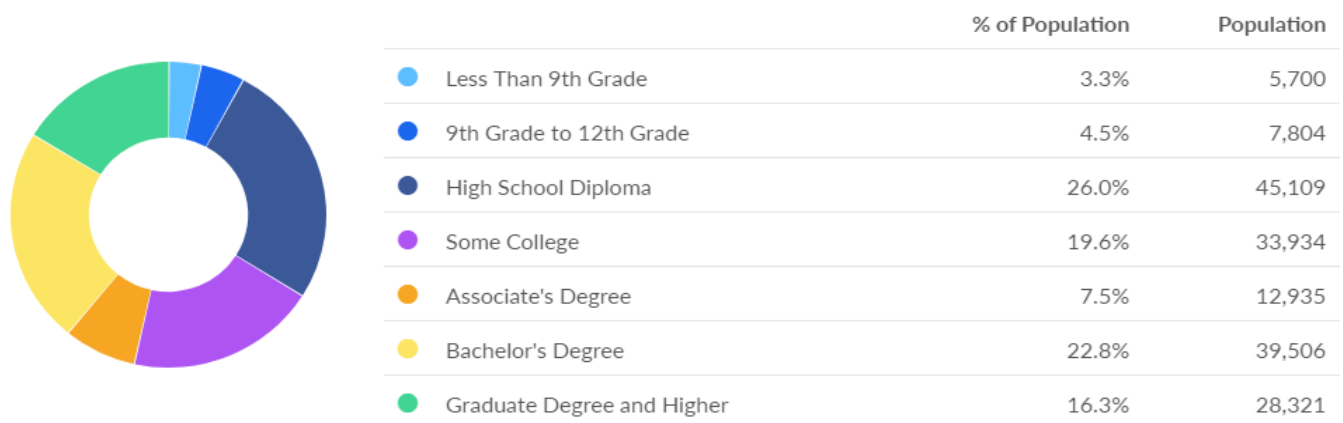 % of Population Population
Less Than 9th Grade 3.3% 5,700
9th Grade to 12th Grade 4.5% 7,804
High School Diploma 26.0% 45,109
Some College 19.6% 33,934
Associate's Degree 7.5% 12,935
Bachelor's Degree 22.8% 39,506
Graduate Degree and Higher 16.3% 28,321